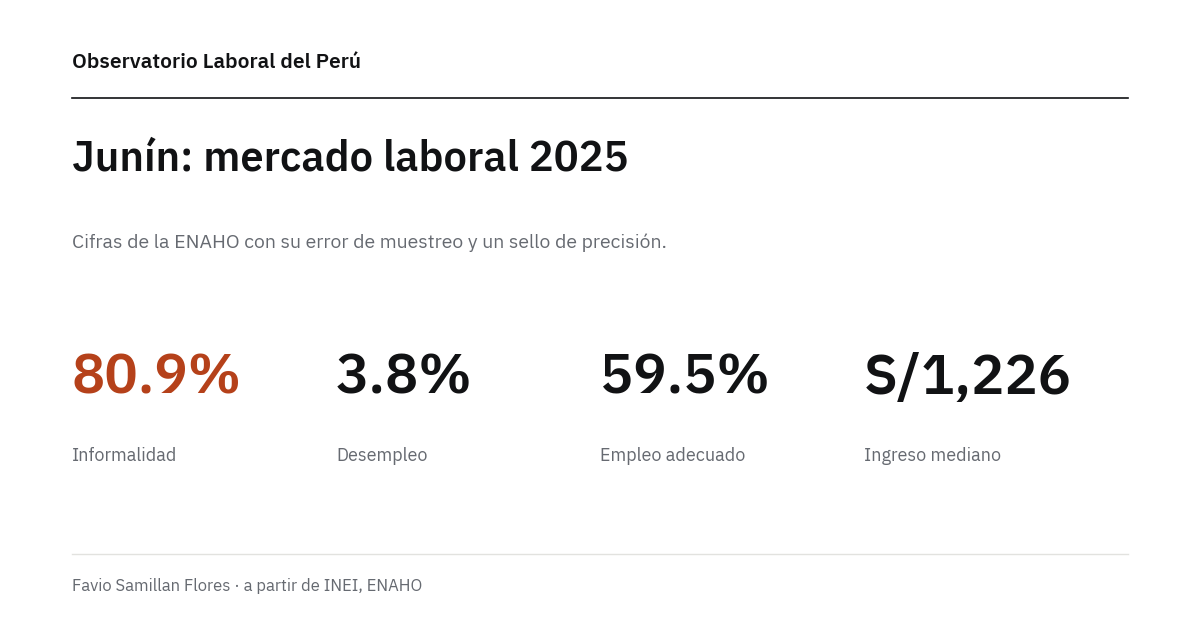 Observatorio Laboral del Perú
Junín: mercado laboral 2025
Cifras de la ENAHO con su error de muestreo y un sello de precisión.
80.9% 3.8% 59.5% S/1,226
Informalidad Desempleo Empleo adecuado Ingreso mediano
Favio Samillan Flores · a partir de INEI, ENAHO